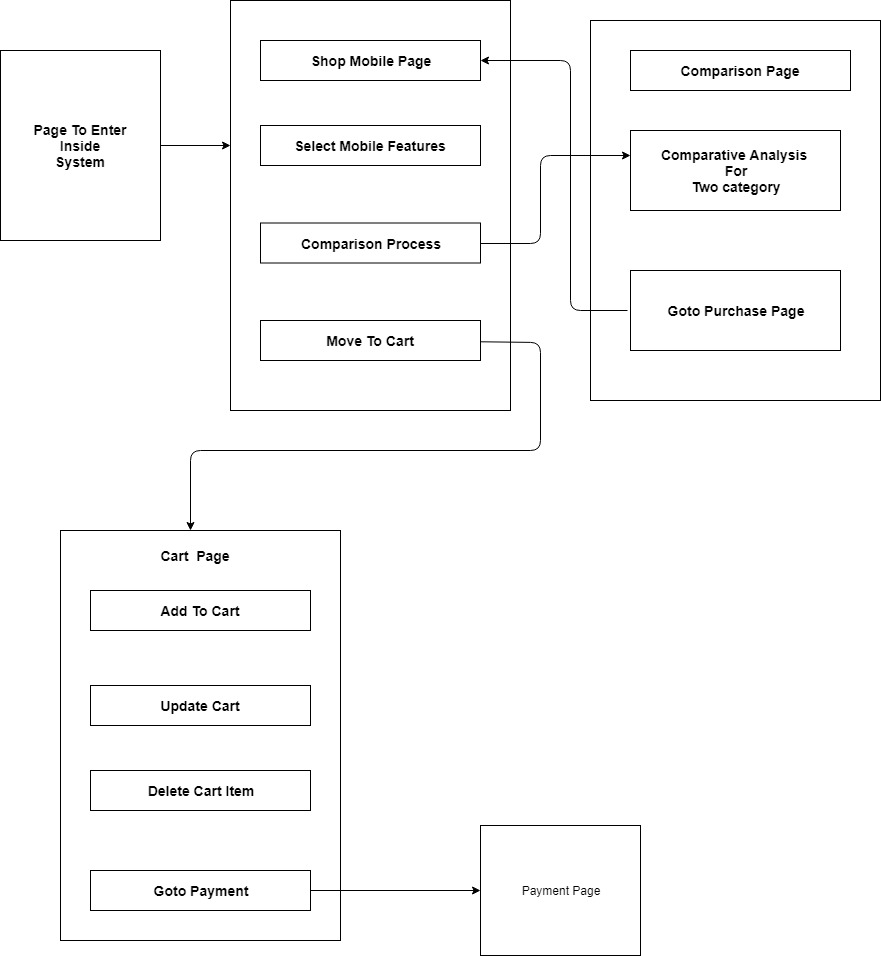 Page To Enter
Inside
System
Shop Mobile Page
Select Mobile Features
Comparison Process
Move To Cart
Comparison Page
Comparative Analysis
For
Two category
Goto Purchase Page
Cart  Page
Add To Cart
Update Cart
Delete Cart Item
Goto Payment
Payment Page